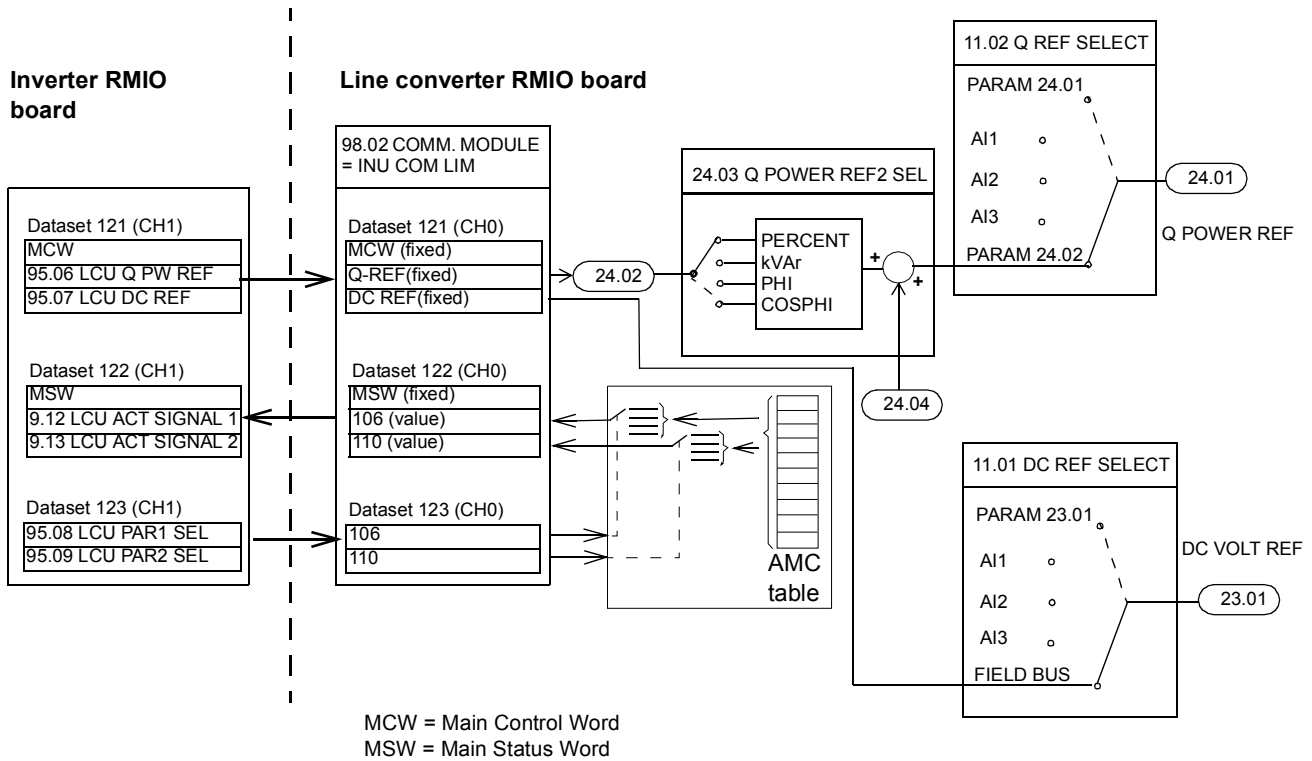 Inverter RMIO
board
Dataset 121 (CH1)
MCW
95.06 LCU Q PW REF
95.07 LCU DC REF
Dataset 122 (CH1)
MSW
9.12 LCU ACT SIGNAL 1
9.13 LCU ACT SIGNAL 2
Dataset 123 (CH1)
95.08 LCU PAR1 SEL
95.09 LCU PAR2 SEL
Line converter RMIO board
98.02 COMM. MODULE
= INU COM LIM
Dataset 121 (CH0)
MCW (fixed)
Q-REF(fixed)
DC REF(fixed)
Dataset 122 (CH0)
MSW (fixed)
106 (value)
110 (value)
Dataset 123 (CH0)
106
110
24.02
24.03 Q POWER REF2 SEL
PERCENT
kVAr
PHI
COSPHI
+
+
24.04
AMC
table
11.02 Q REF SELECT
PARAM 24.01
AI1
AI2
AI3
PARAM 24.02
24.01
Q POWER REF
11.01 DC REF SELECT
PARAM 23.01
AI1
AI2
AI3
FIELD BUS
DC VOLT REF
23.01
MCW = Main Control Word
MSW = Main Status Word